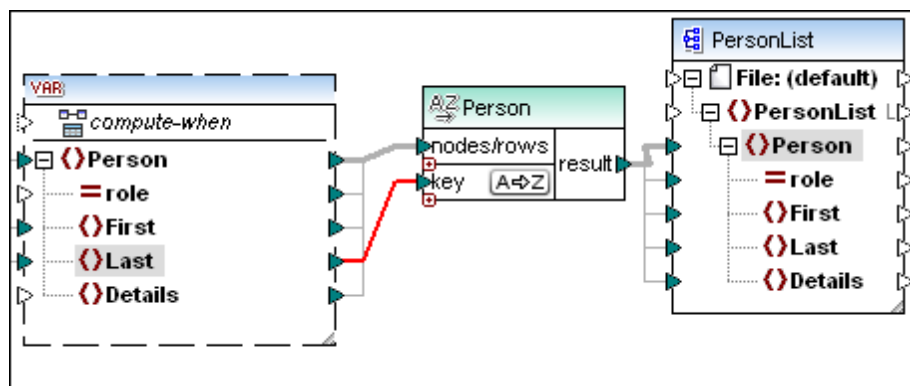 VAR
compute-when
Person
role
First
Last
Details
AZ Person
nodes/rows
key
A⇨Z
result
PersonList
File: (default)
PersonList
Person
role
First
Last
Details